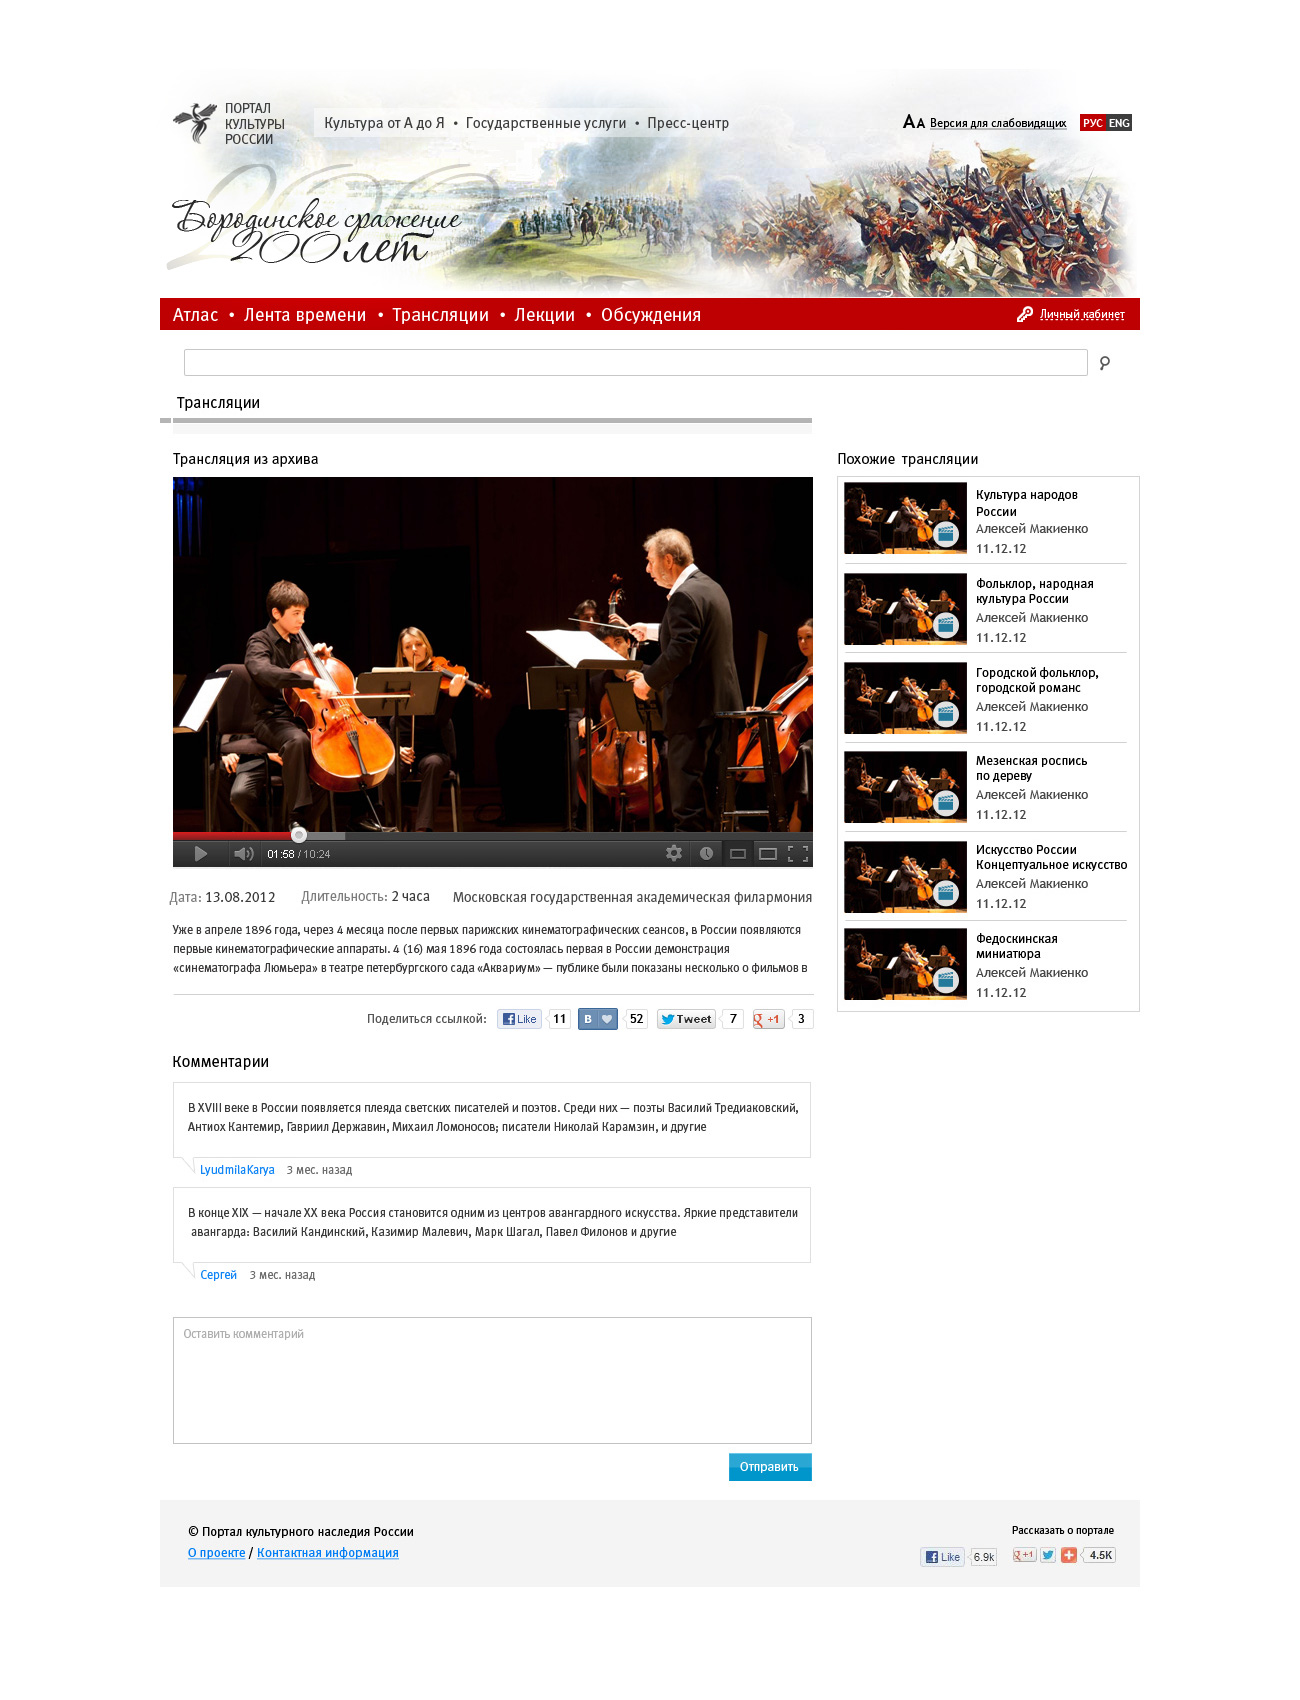 ПОРТАЛ
КУЛЬТУРЫ
РОССИИ
Культура от А до Я • Государственные услуги • Пресс-центр
АА Версия для слабовидящих
РУС ENG
200
Бородинское сражение
200 лет
Атлас • Лента времени • Трансляции • Лекции • Обсуждения
Личный кабинет
Трансляции
Трансляция из архива
01:58 / 10:24
Дата: 13.08.2012 Длительность: 2 часа Московская государственная академическая филармония
Уже в апреле 1896 года, через 4 месяца после первых парижских кинематографических сеансов, в России появляются
первые кинематографические аппараты. 4 (16) мая 1896 года состоялась первая в России демонстрация
«синематографа Люмьера» в театре петербургского сада «Аквариум» — публике были показаны несколько о фильмов в
Поделиться ссылкой: Like 11 В 52 Tweet 7 g +1 3
Похожие трансляции
Культура народов
России
Алексей Макиенко
11.12.12
Фольклор, народная
культура России
Алексей Макиенко
11.12.12
Городской фольклор,
городской романс
Алексей Макиенко
11.12.12
Мезенская роспись
по дереву
Алексей Макиенко
11.12.12
Искусство России
Концептуальное искусство
Алексей Макиенко
11.12.12
Федоскинская
миниатюра
Алексей Макиенко
11.12.12
Комментарии
В XVIII веке в России появляется плеяда светских писателей и поэтов. Среди них — поэты Василий Тредиаковский,
Антиох Кантемир, Гавриил Державин, Михаил Ломоносов; писатели Николай Карамзин, и другие
LyudmilaKarya 3 мес. назад
В конце XIX — начале XX века Россия становится одним из центров авангардного искусства. Яркие представители
авангарда: Василий Кандинский, Казимир Малевич, Марк Шагал, Павел Филонов и другие
Сергей 3 мес. назад
Оставить комментарий
Отправить
© Портал культурного наследия России
О проекте / Контактная информация
Рассказать о портале
Like 6.9k g +1 4.5K